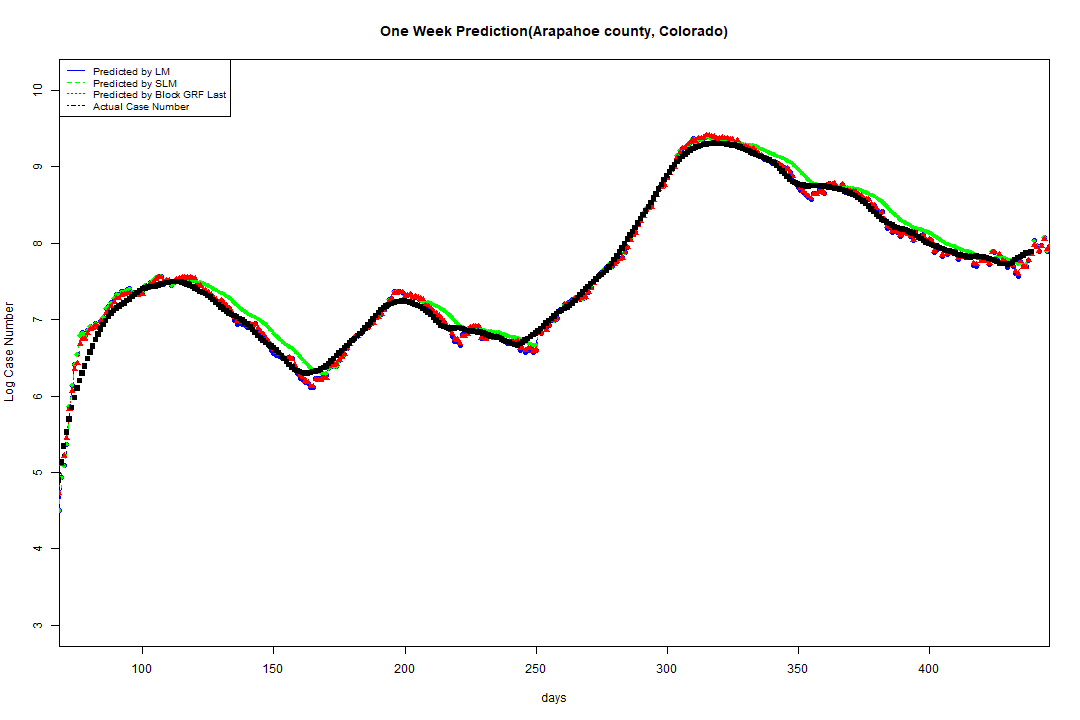 One Week Prediction(Arapahoe county, Colorado)
Predicted by LM
Predicted by SLM
Predicted by Block GRF Last
Actual Case Number
10
9
8
7
6
5
4
3
Log Case Number
100 150 200 250 300 350 400
days